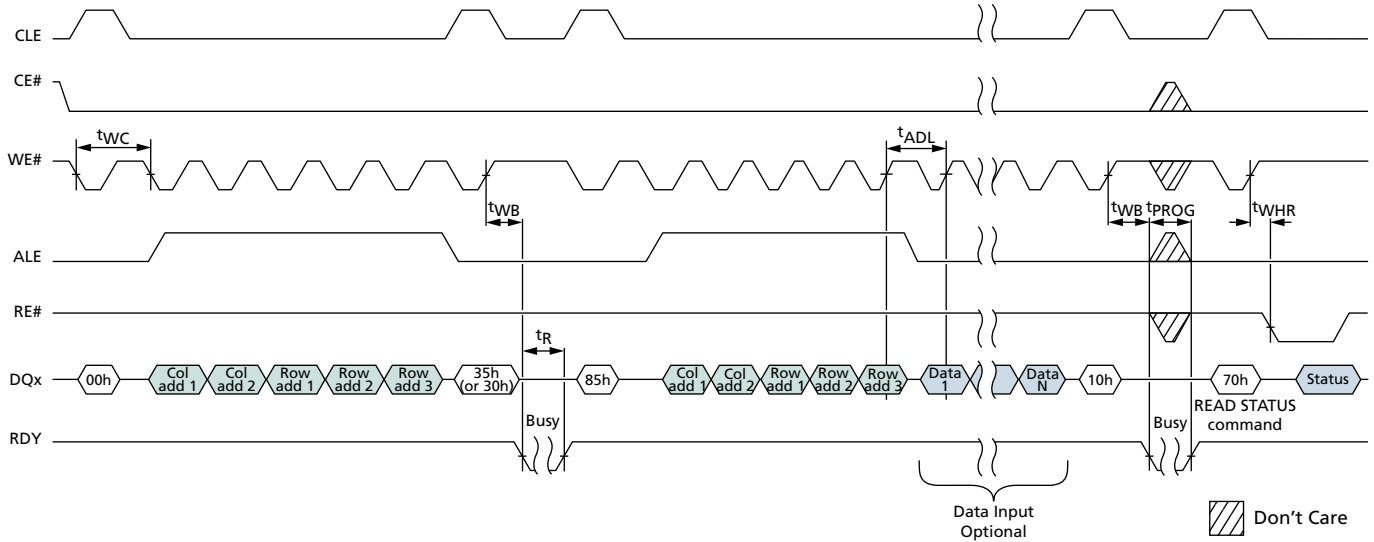 CLE
CE#
tWC
tADL
WE#
tWB
tWB
tPROG
tWHR
ALE
RE#
tR
DQx
00h
Col add 1
Col add 2
Row add 1
Row add 2
Row add 3
35h (or 30h)
85h
Col add 1
Col add 2
Row add 1
Row add 2
Row add 3
Data 1
Data N
10h
70h
Status
READ STATUS
command
Busy
Busy
RDY
Data Input
Optional
Don't Care